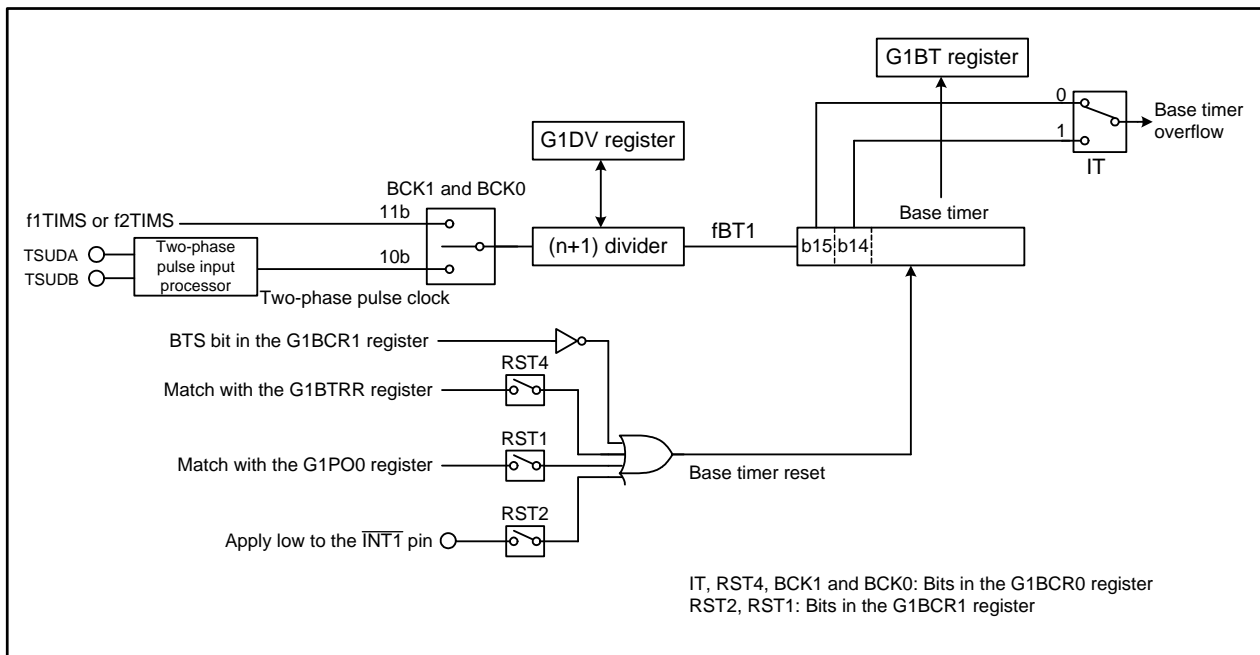 G1BT register
0
Base timer
overflow
G1DV register
1
IT
BCK1 and BCK0
f1TIMS or f2TIMS
11b
Base timer
TSUDA
TSUDB
Two-phase
pulse input
processor
10b
(n+1) divider
fBT1
b15
b14
Two-phase pulse clock
BTS bit in the G1BCR1 register
RST4
Match with the G1BTRR register
RST1
Match with the G1PO0 register
Base timer reset
RST2
Apply low to the INT1 pin
IT, RST4, BCK1 and BCK0: Bits in the G1BCR0 register
RST2, RST1: Bits in the G1BCR1 register